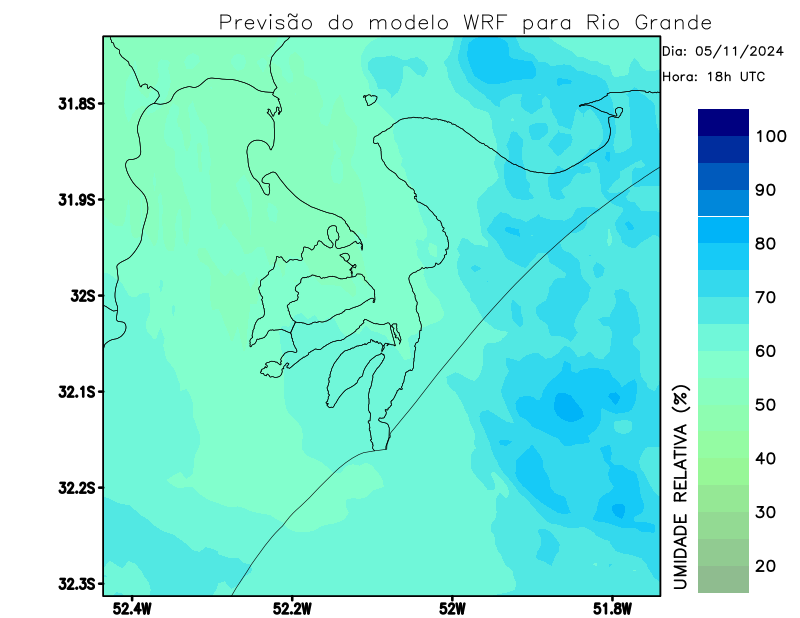 Previsão do modelo WRF para Rio Grande
Dia: 05/11/2024
Hora: 18h UTC
31.8S
31.9S
32S
32.1S
32.2S
32.3S
52.4W
52.2W
52W
51.8W
100
90
80
70
60
50
40
30
20
UMIDADE RELATIVA (%)